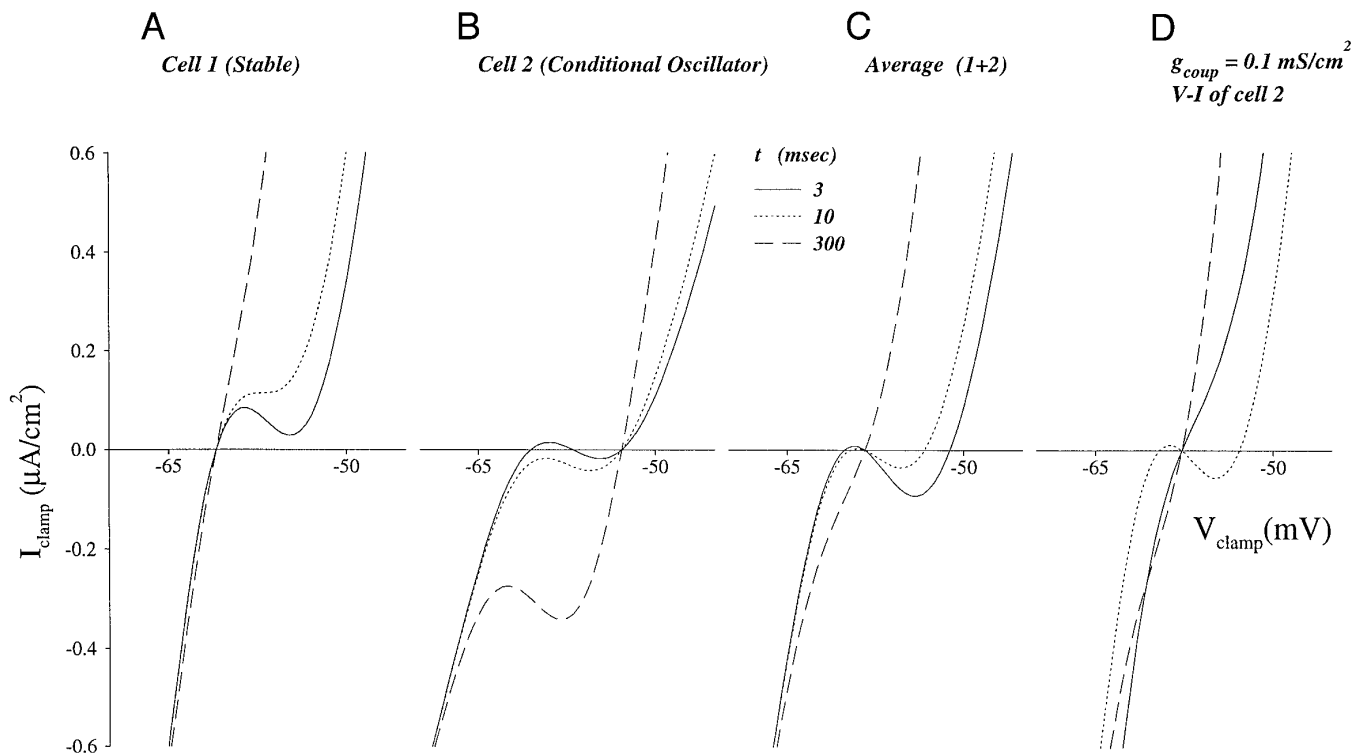 A
B
C
D
Cell 1 (Stable)
Cell 2 (Conditional Oscillator)
Average (1+2)
g_coup = 0.1 mS/cm²
V-I of cell 2
t (msec)
3
10
300
0.6
0.4
0.2
0.0
-0.2
-0.4
-0.6
I_clamp (μA/cm²)
-65
-50
-65
-50
-65
-50
-65
-50
V_clamp(mV)